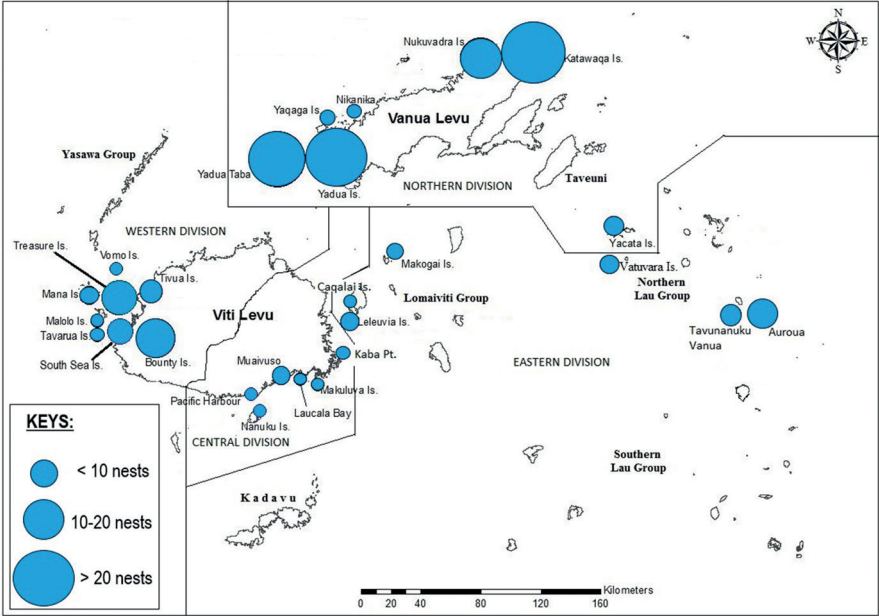 N
W E
S
Nukuvadra Is.
Katawaqa Is.
Nikanika
Yaqaga Is.
Vanua Levu
Yasawa Group
Yadua Taba
Yadua Is.
NORTHERN DIVISION
Taveuni
WESTERN DIVISION
Treasure Is.
Vomo Is.
Tivua Is.
Mana Is
Malolo Is.
Tavarua Is
South Sea Is.
Bounty Is.
Viti Levu
Makogai Is.
Caqalai Is.
Lomaiviti Group
Leleuvia Is.
Yacata Is.
Vatuvara Is.
Northern
Lau Group
Tavunanuku
Vanua
Auroua
Kaba Pt.
EASTERN DIVISION
Muaivuso
Makuluva Is.
Pacific Harbour
Laucala Bay
Nanuku Is.
CENTRAL DIVISION
Southern
Lau Group
Kadavu
KEYS:
< 10 nests
10-20 nests
> 20 nests
Kilometers
0 20 40 80 120 160